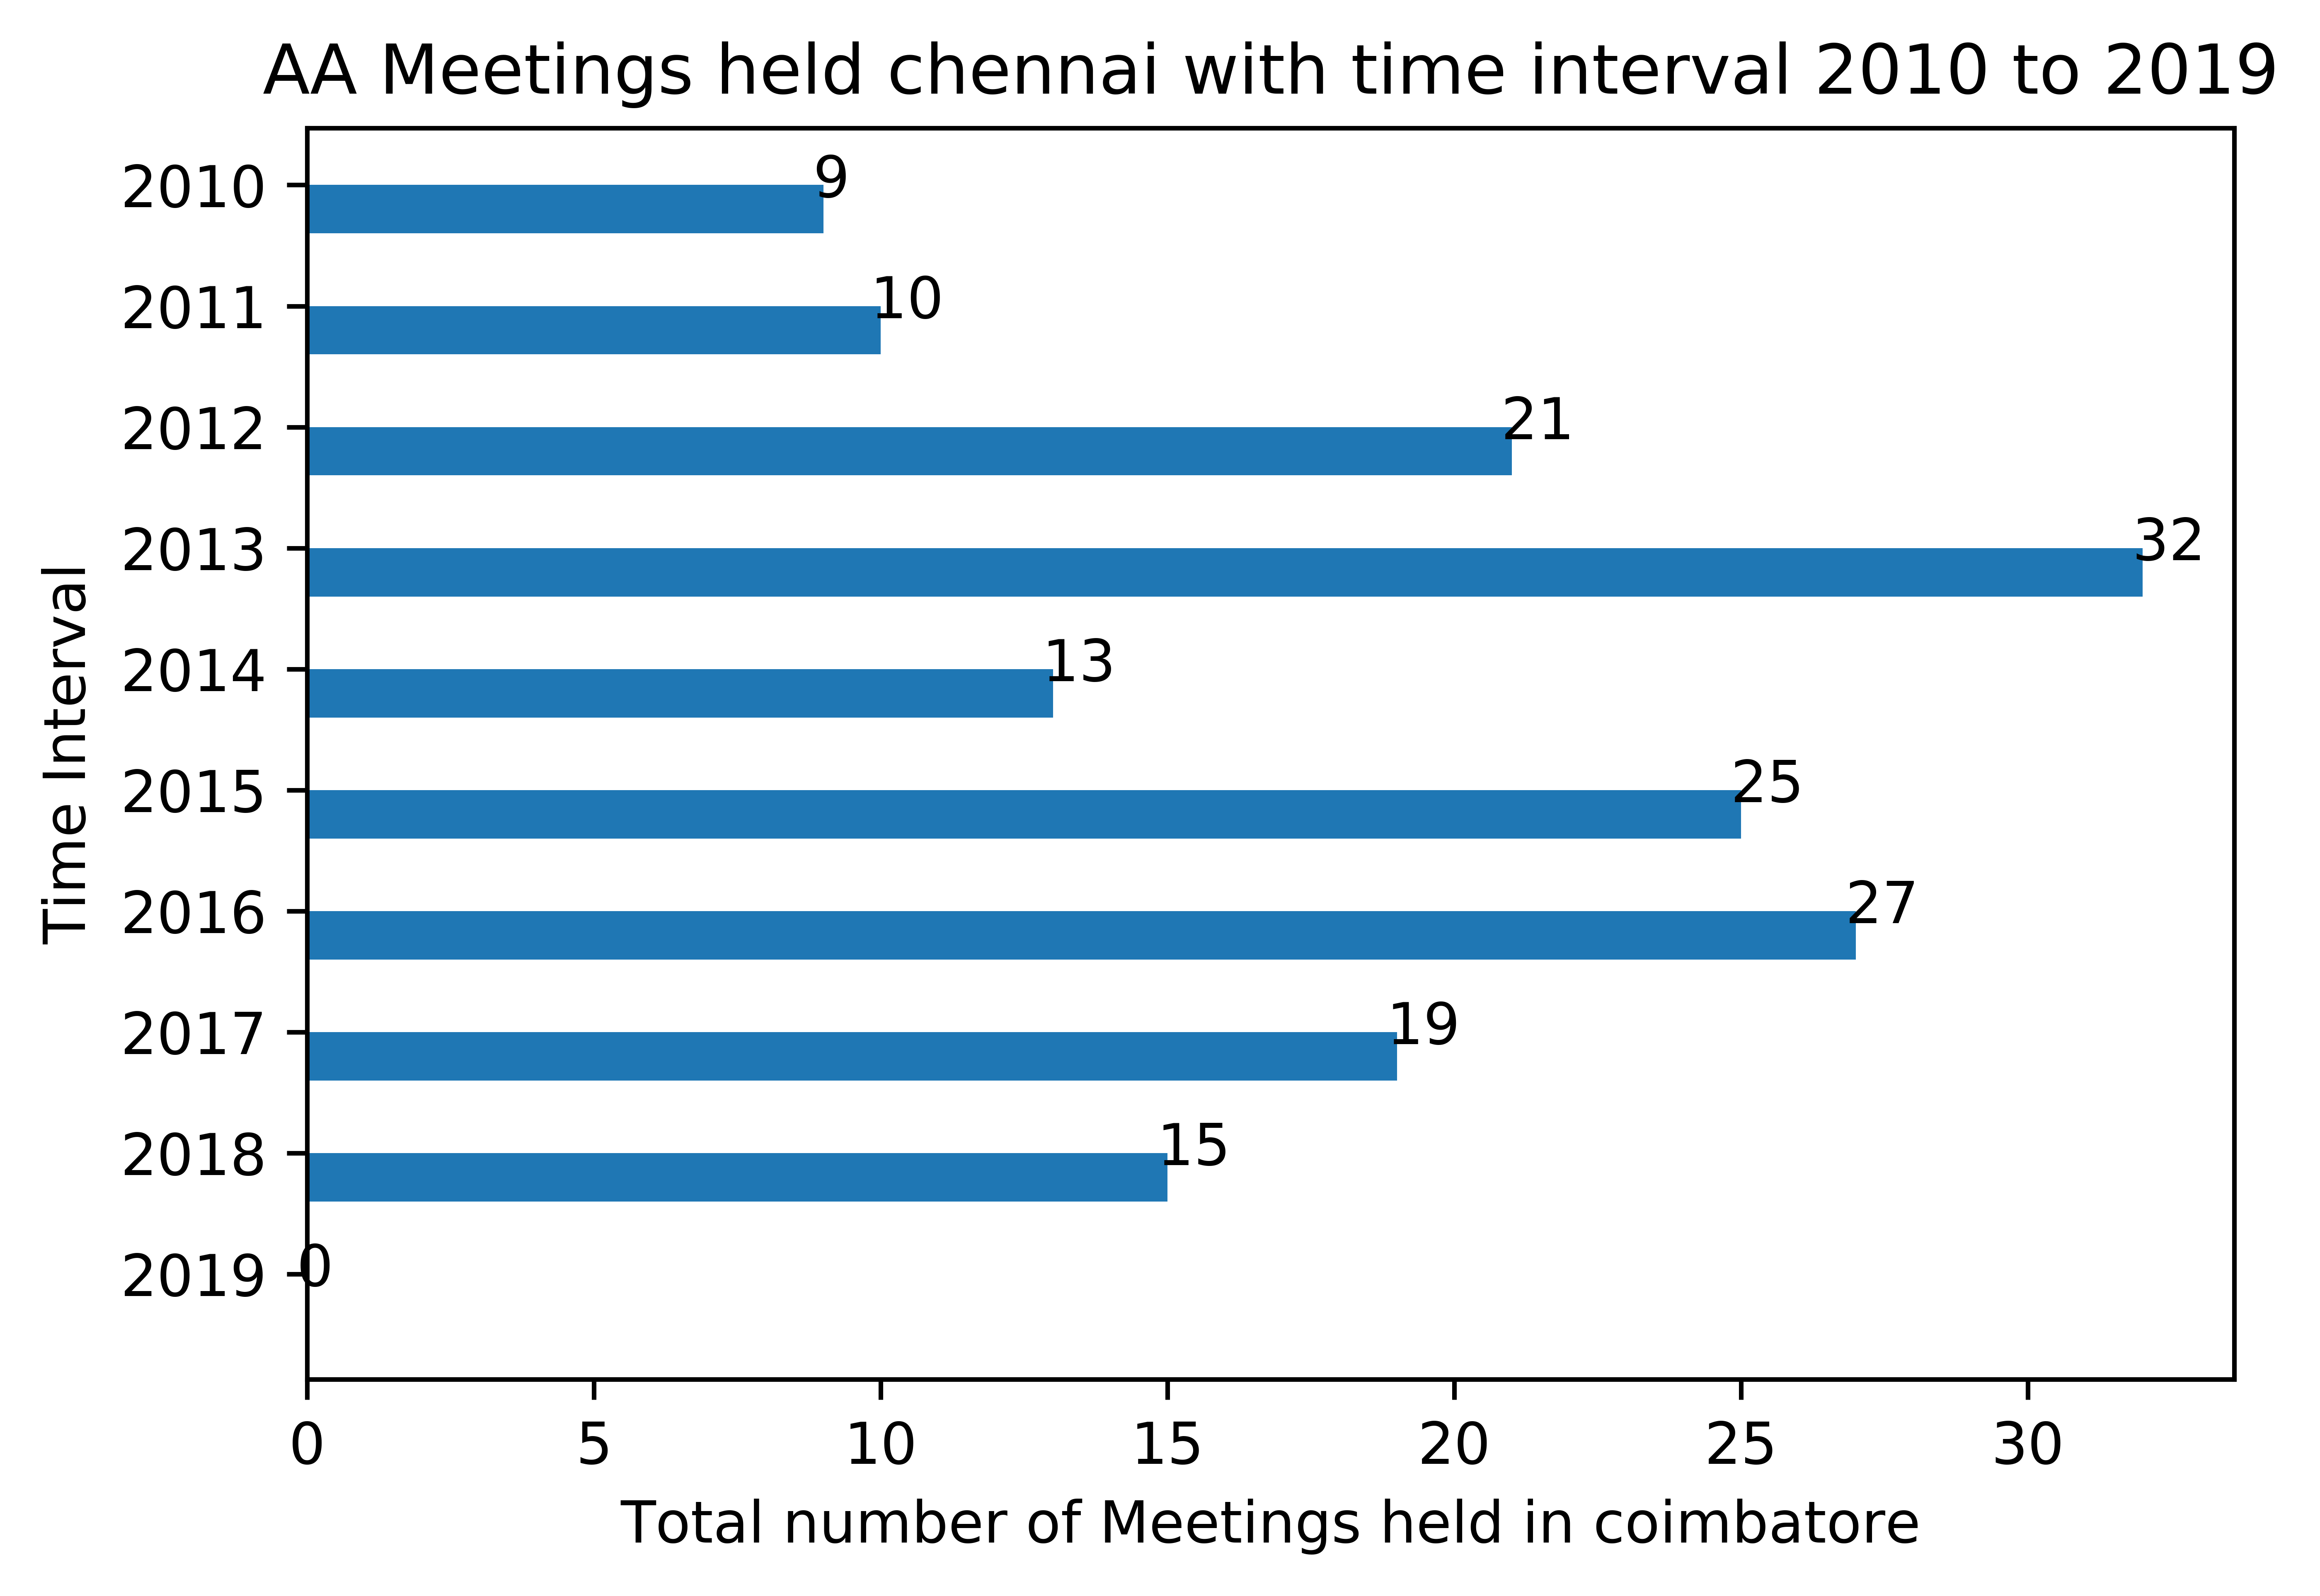 AA Meetings held chennai with time interval 2010 to 2019
2010 9
2011 10
2012 21
2013 32
2014 13
2015 25
2016 27
2017 19
2018 15
2019 0
Time Interval
0 5 10 15 20 25 30
Total number of Meetings held in coimbatore